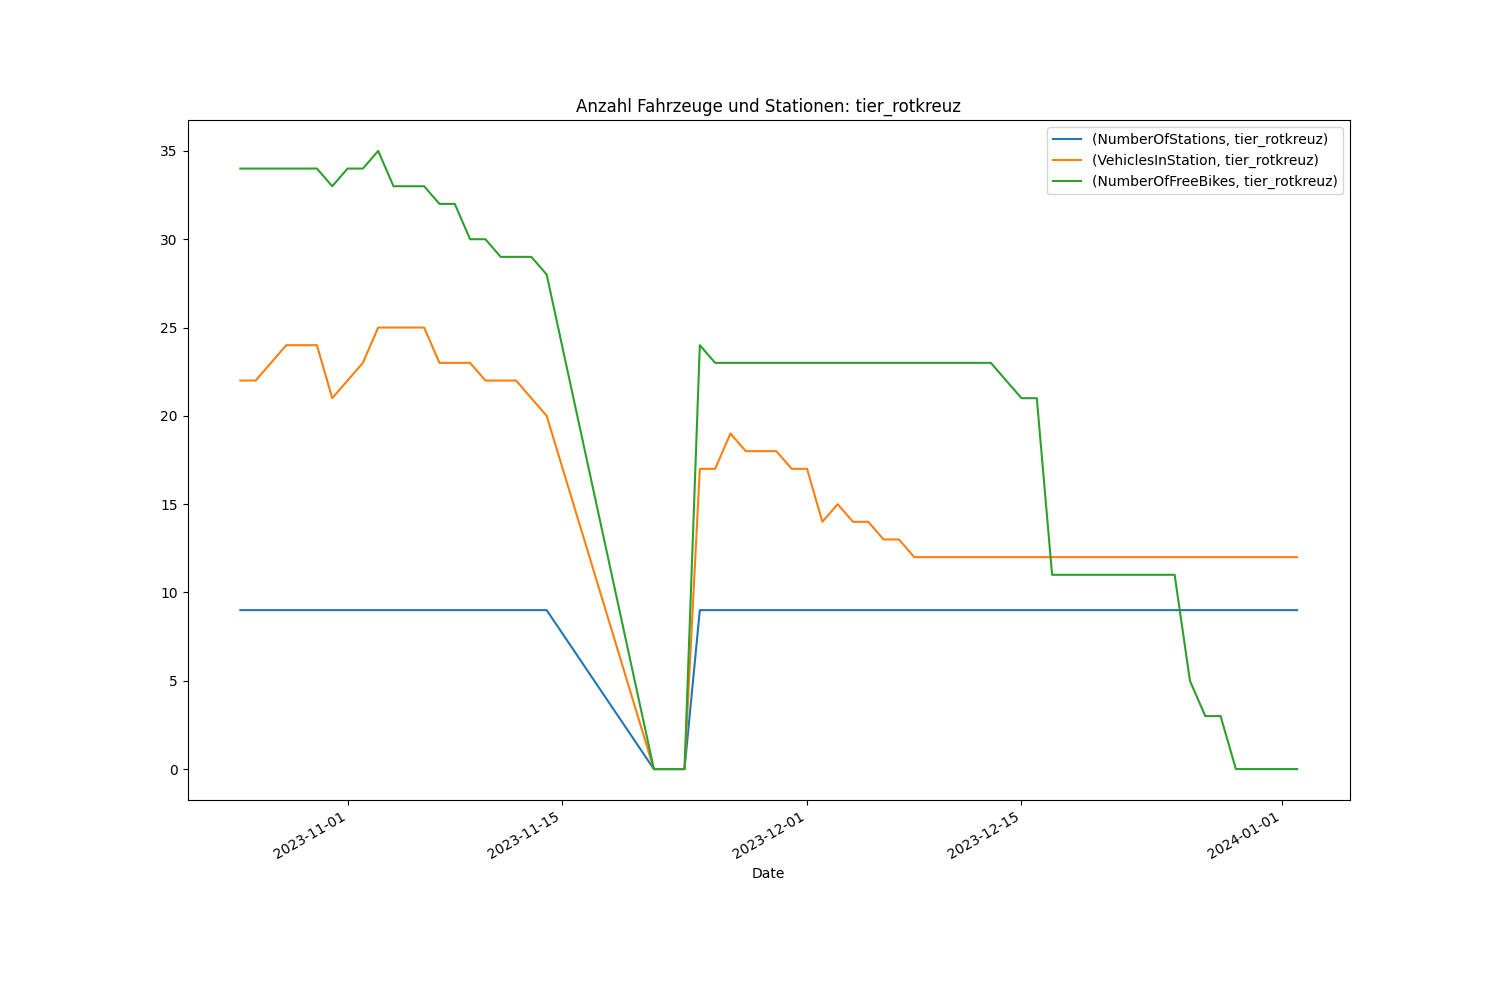 Anzahl Fahrzeuge und Stationen: tier_rotkreuz
(NumberOfStations, tier_rotkreuz)
(VehiclesInStation, tier_rotkreuz)
(NumberOfFreeBikes, tier_rotkreuz)
35
30
25
20
15
10
5
0
2023-11-01
2023-11-15
2023-12-01
2023-12-15
2024-01-01
Date